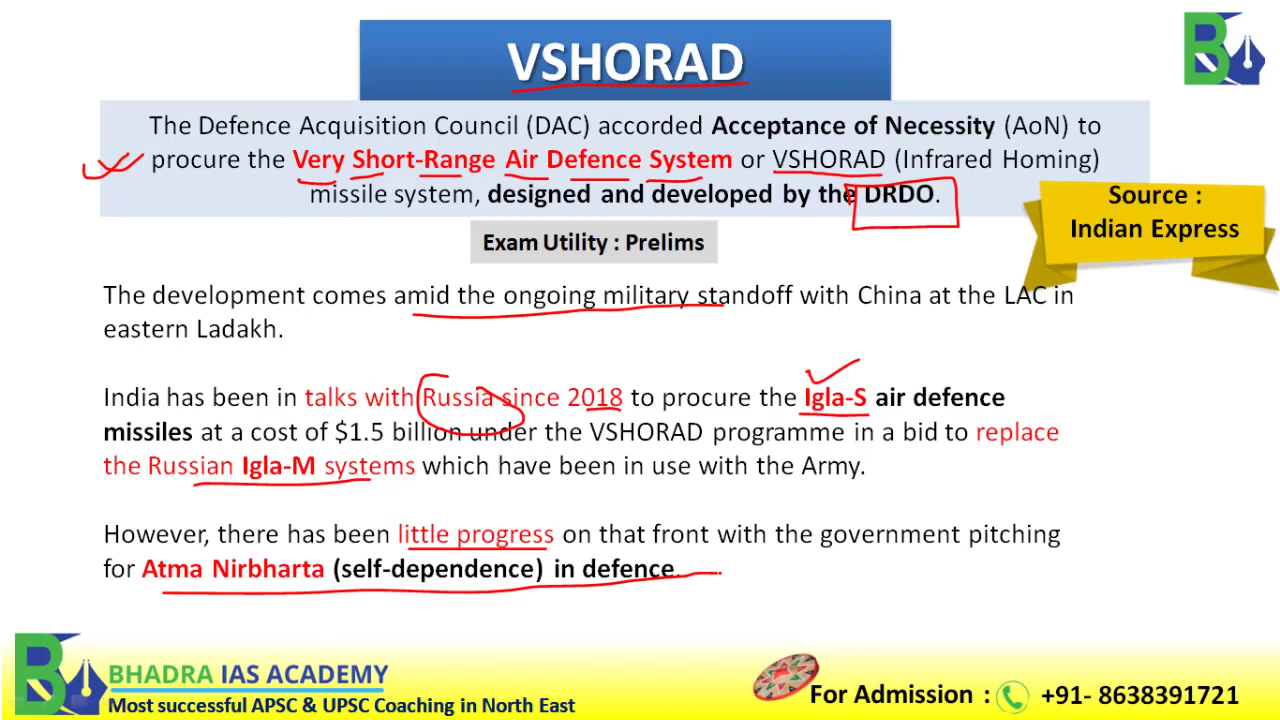 VSHORAD
The Defence Acquisition Council (DAC) accorded Acceptance of Necessity (AoN) to
procure the Very Short-Range Air Defence System or VSHORAD (Infrared Homing)
missile system, designed and developed by the DRDO.
Source :
Indian Express
Exam Utility : Prelims
The development comes amid the ongoing military standoff with China at the LAC in
eastern Ladakh.
India has been in talks with Russia since 2018 to procure the Igla-S air defence
missiles at a cost of $1.5 billion under the VSHORAD programme in a bid to replace
the Russian Igla-M systems which have been in use with the Army.
However, there has been little progress on that front with the government pitching
for Atma Nirbharta (self-dependence) in defence.
BHADRA IAS ACADEMY
Most successful APSC & UPSC Coaching in North East
For Admission : +91- 8638391721